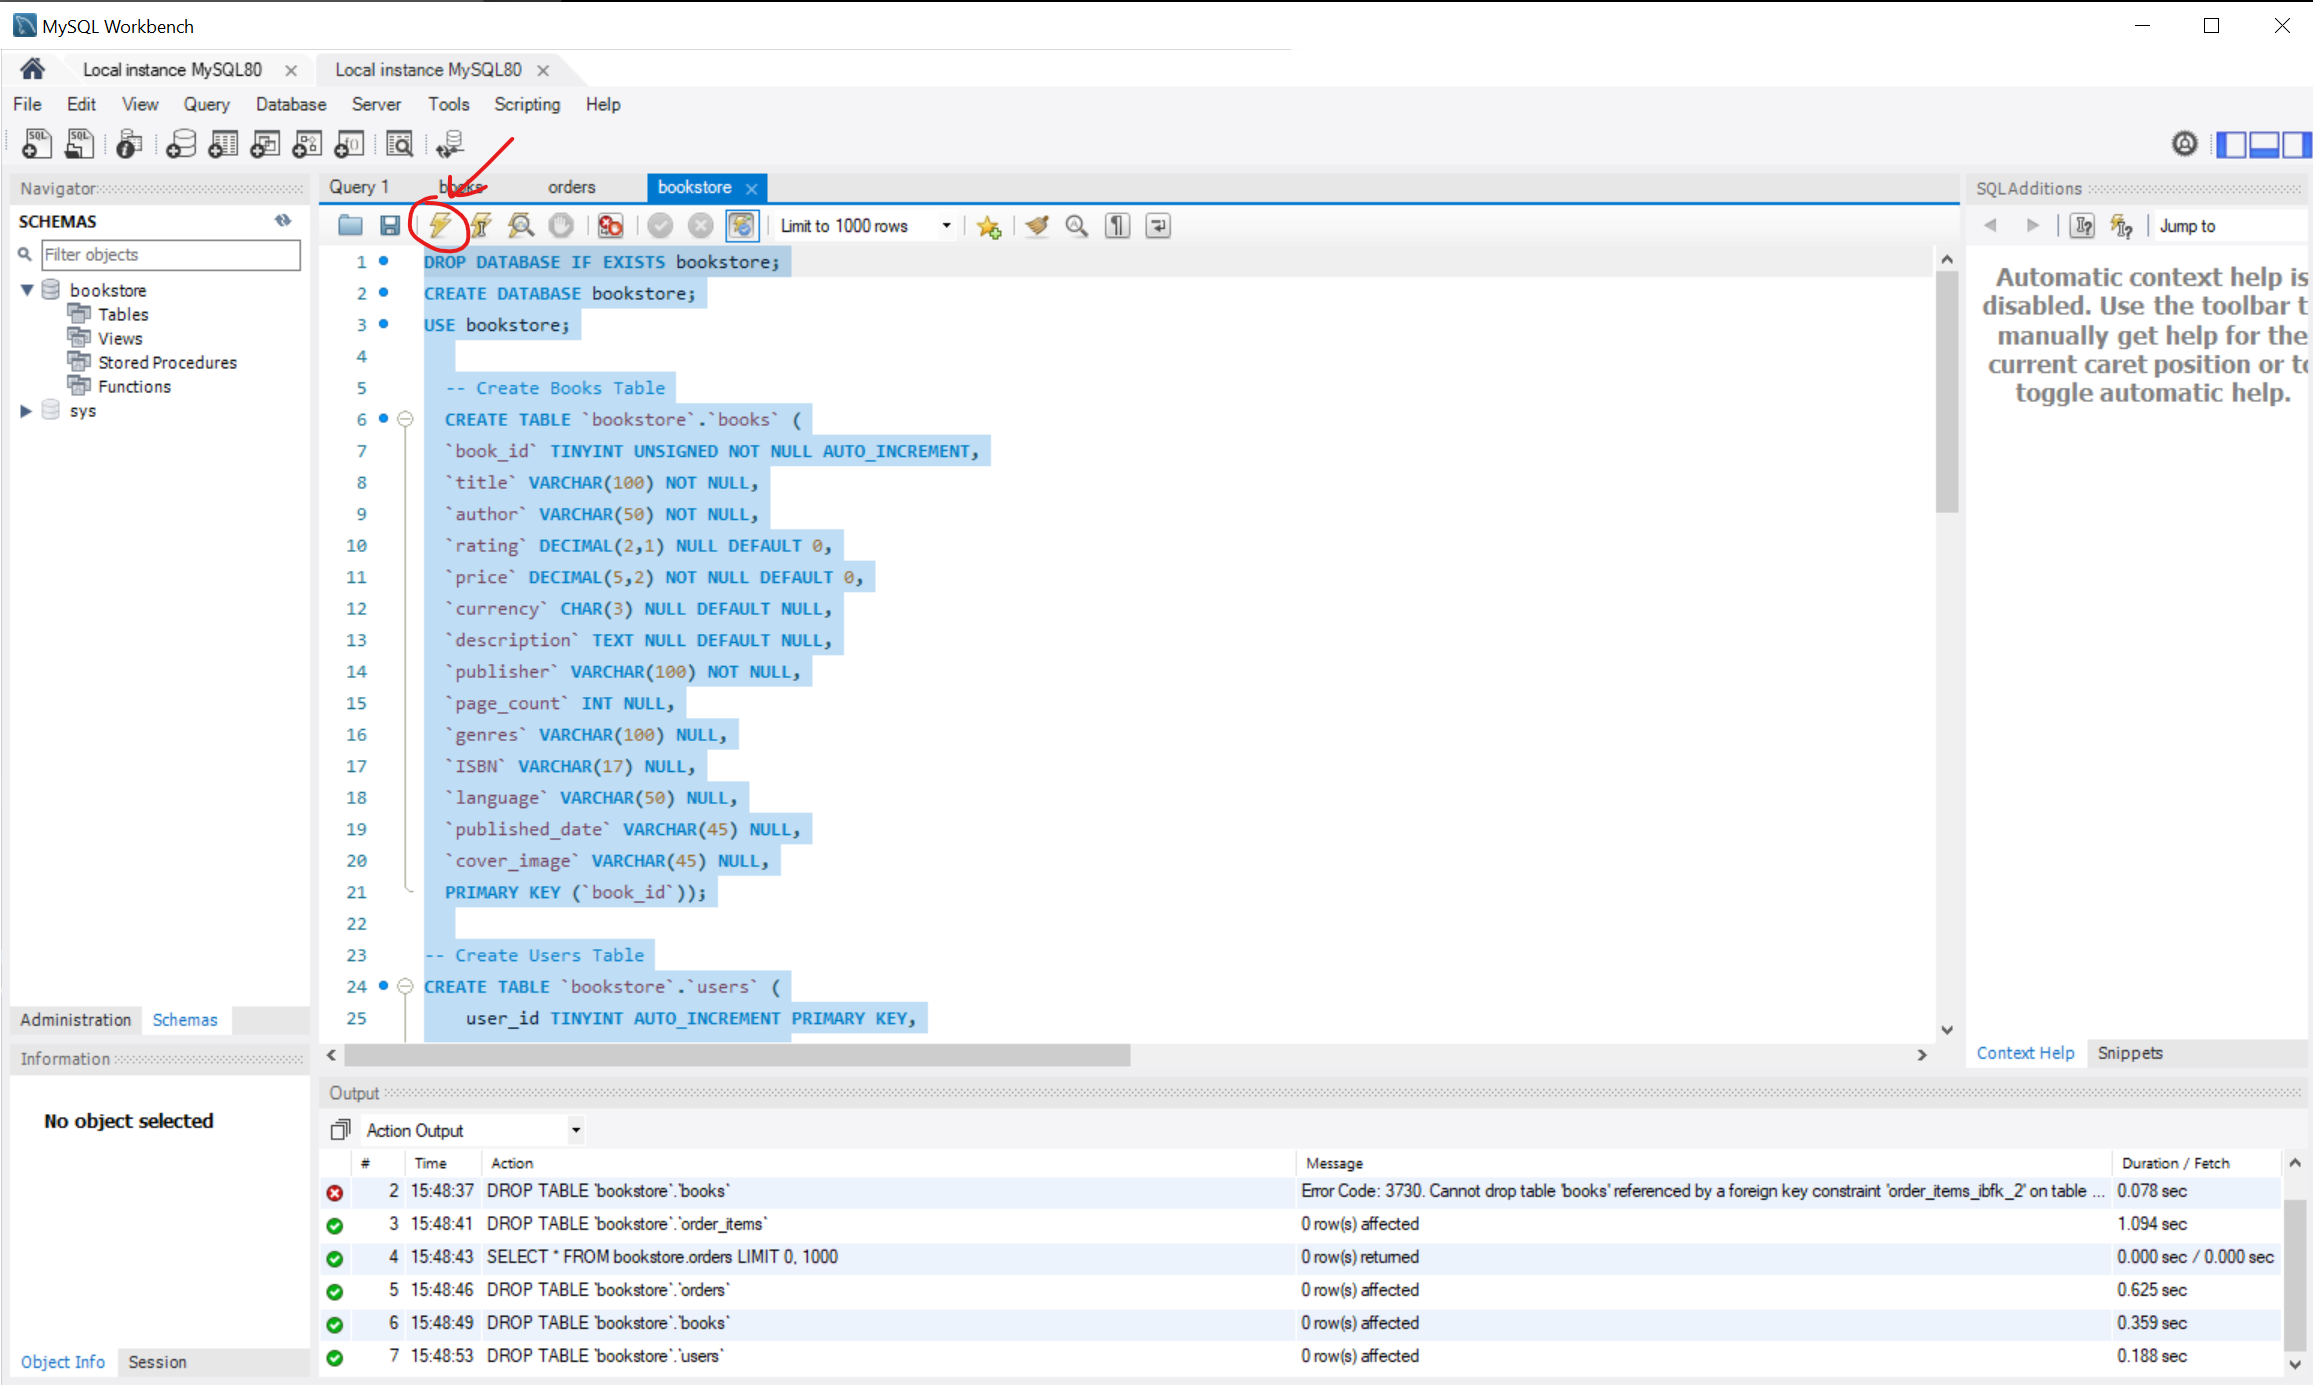 MySQL Workbench
Local instance MySQL80
Local instance MySQL80
File Edit View Query Database Server Tools Scripting Help
Navigator
SCHEMAS
Filter objects
bookstore
Tables
Views
Stored Procedures
Functions
sys
Administration Schemas
Information
No object selected
Object Info Session
Query 1 books orders bookstore
Limit to 1000 rows
1 DROP DATABASE IF EXISTS bookstore;
2 CREATE DATABASE bookstore;
3 USE bookstore;
4
5 -- Create Books Table
6 CREATE TABLE `bookstore`.`books` (
7 `book_id` TINYINT UNSIGNED NOT NULL AUTO_INCREMENT,
8 `title` VARCHAR(100) NOT NULL,
9 `author` VARCHAR(50) NOT NULL,
10 `rating` DECIMAL(2,1) NULL DEFAULT 0,
11 `price` DECIMAL(5,2) NOT NULL DEFAULT 0,
12 `currency` CHAR(3) NULL DEFAULT NULL,
13 `description` TEXT NULL DEFAULT NULL,
14 `publisher` VARCHAR(100) NOT NULL,
15 `page_count` INT NULL,
16 `genres` VARCHAR(100) NULL,
17 `ISBN` VARCHAR(17) NULL,
18 `language` VARCHAR(50) NULL,
19 `published_date` VARCHAR(45) NULL,
20 `cover_image` VARCHAR(45) NULL,
21 PRIMARY KEY (`book_id`));
22
23 -- Create Users Table
24 CREATE TABLE `bookstore`.`users` (
25 user_id TINYINT AUTO_INCREMENT PRIMARY KEY,
SQLAdditions
Jump to
Automatic context help is
disabled. Use the toolbar t
manually get help for the
current caret position or to
toggle automatic help.
Context Help Snippets
Output
Action Output
# Time Action Message Duration / Fetch
2 15:48:37 DROP TABLE `bookstore`.`books` Error Code: 3730. Cannot drop table 'books' referenced by a foreign key constraint 'order_items_ibfk_2' on table ... 0.078 sec
3 15:48:41 DROP TABLE `bookstore`.`order_items` 0 row(s) affected 1.094 sec
4 15:48:43 SELECT * FROM bookstore.orders LIMIT 0, 1000 0 row(s) returned 0.000 sec / 0.000 sec
5 15:48:46 DROP TABLE `bookstore`.`orders` 0 row(s) affected 0.625 sec
6 15:48:49 DROP TABLE `bookstore`.`books` 0 row(s) affected 0.359 sec
7 15:48:53 DROP TABLE `bookstore`.`users` 0 row(s) affected 0.188 sec